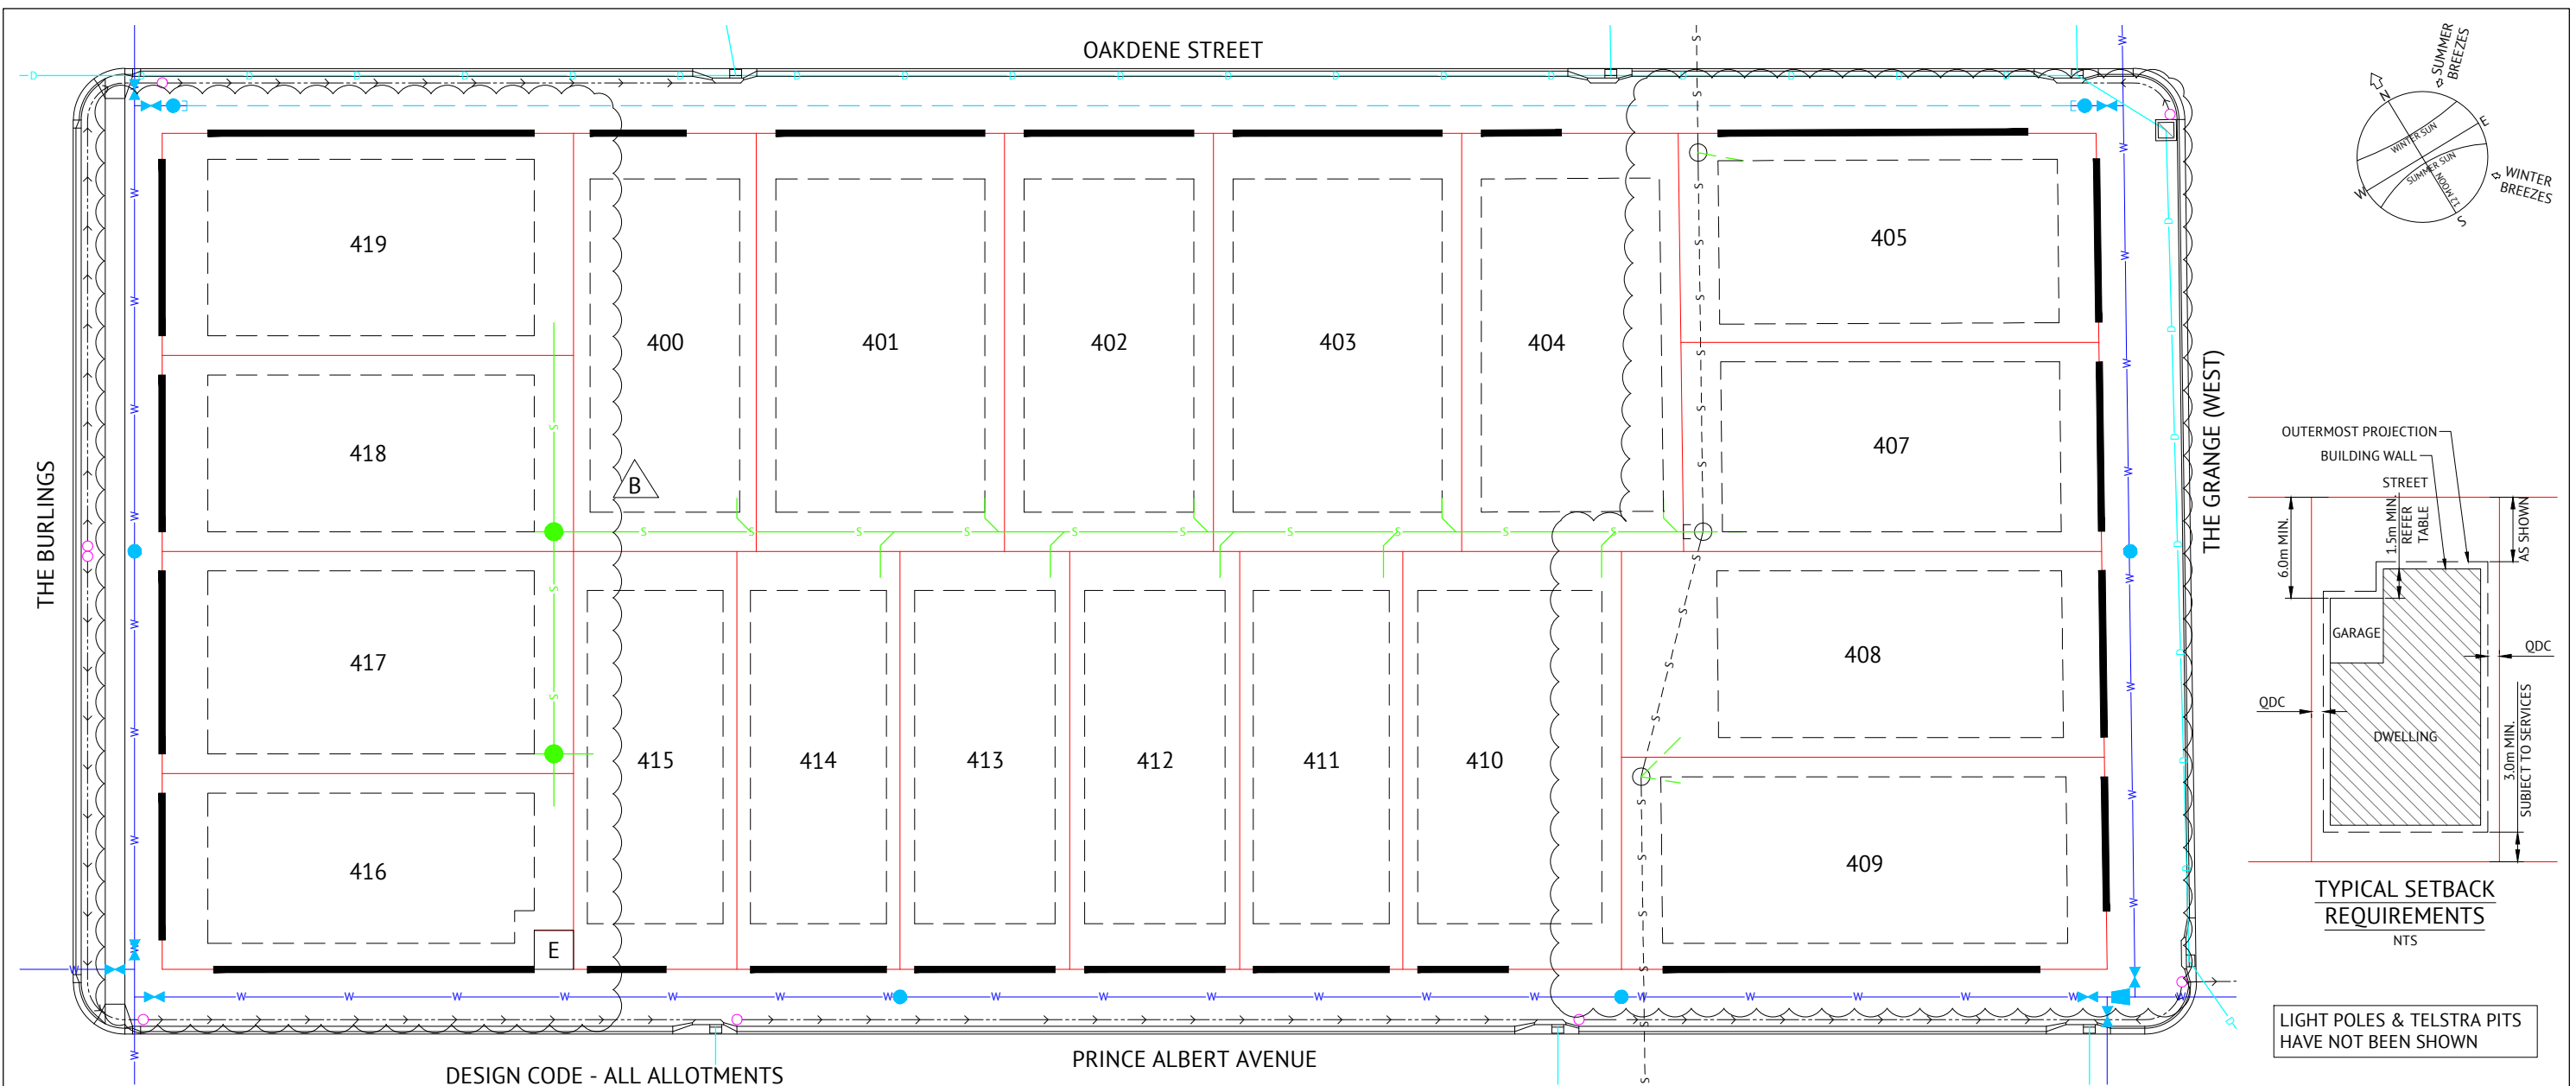 OAKDENE STREET
SUMMER
BREEZES
N
E
WINTER SUN
SUMMER SUN
12 NOON
W
S
WINTER
BREEZES
419
400
401
402
403
404
405
418
407
B
THE BURLINGS
THE GRANGE (WEST)
417
415
414
413
412
411
410
408
416
409
E
OUTERMOST PROJECTION
BUILDING WALL
STREET
6.0m MIN.
1.5m MIN.
REFER
TABLE
AS SHOWN
GARAGE
QDC
QDC
DWELLING
3.0m MIN.
SUBJECT TO SERVICES
TYPICAL SETBACK
REQUIREMENTS
NTS
LIGHT POLES & TELSTRA PITS
HAVE NOT BEEN SHOWN
PRINCE ALBERT AVENUE
DESIGN CODE - ALL ALLOTMENTS